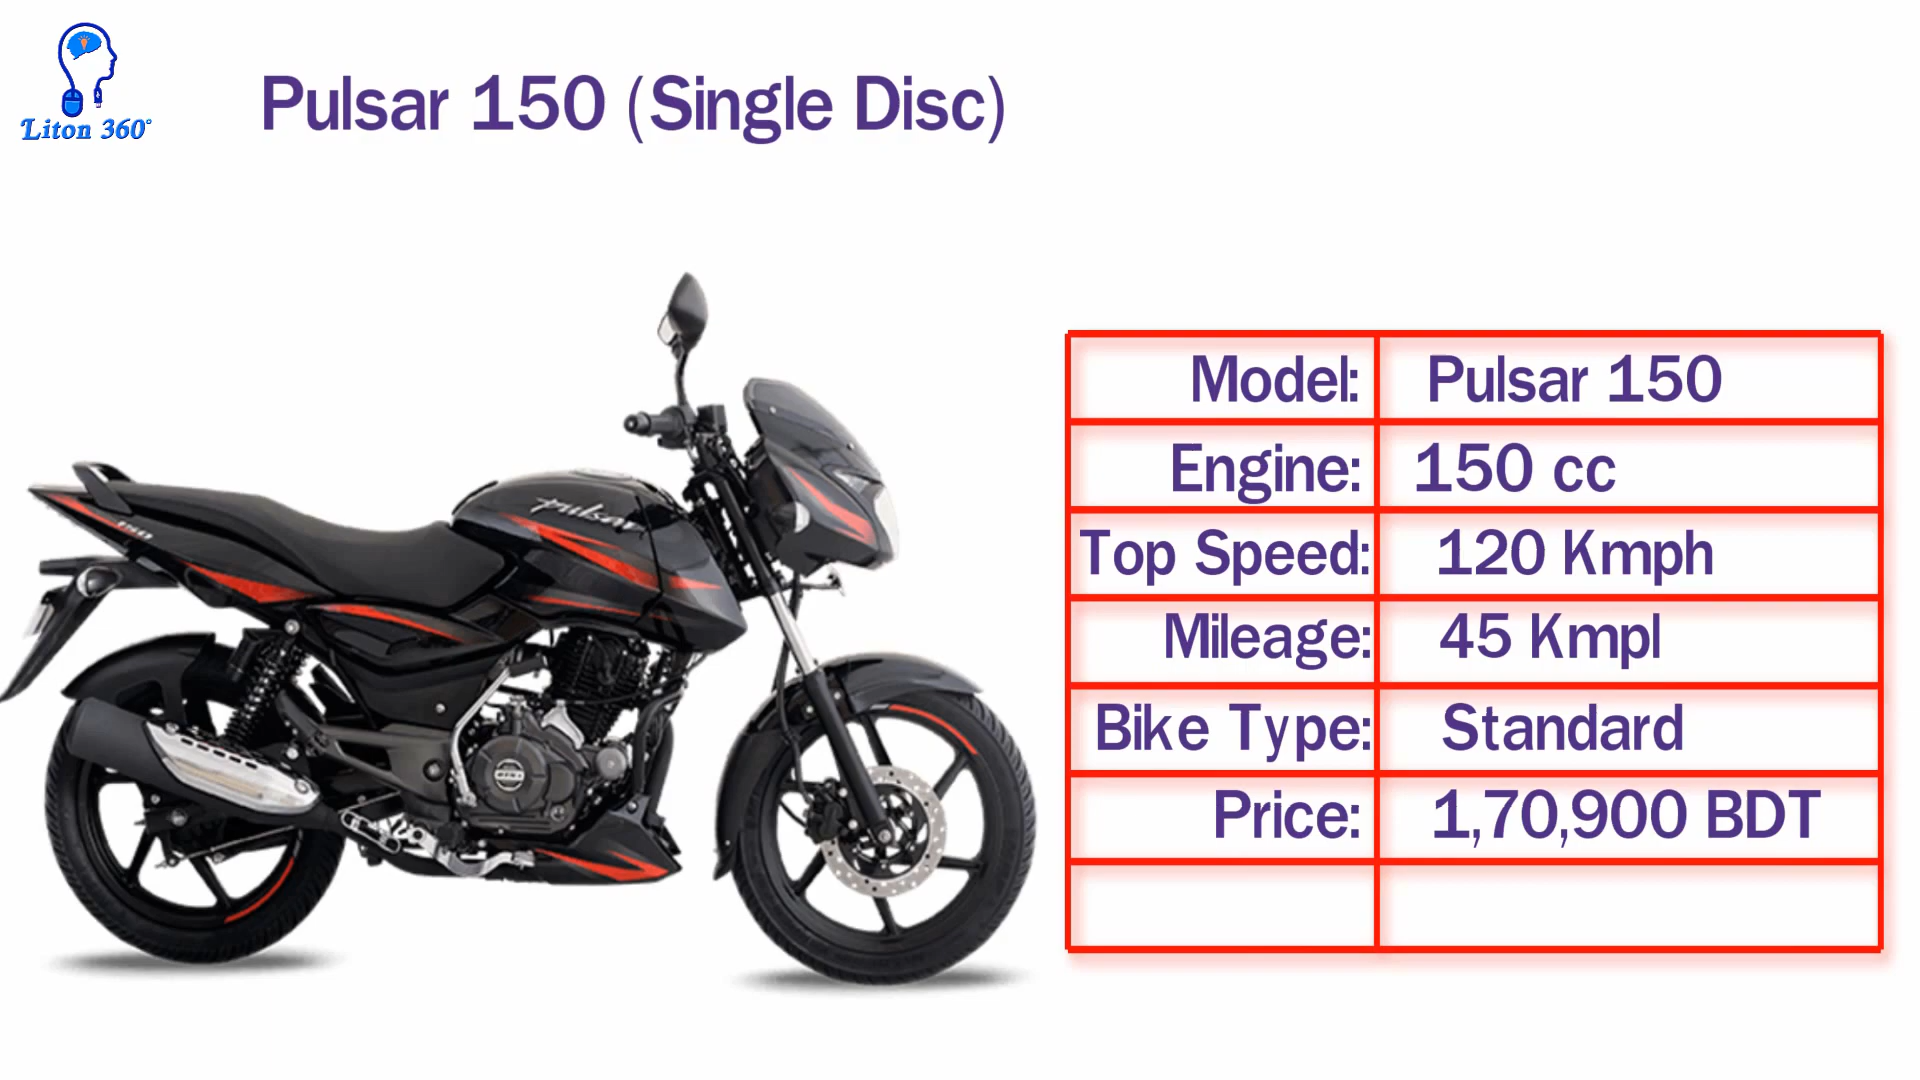 Liton 360°
Pulsar 150 (Single Disc)
pulsar
150
Model: Pulsar 150
Engine: 150 cc
Top Speed: 120 Kmph
Mileage: 45 Kmpl
Bike Type: Standard
Price: 1,70,900 BDT